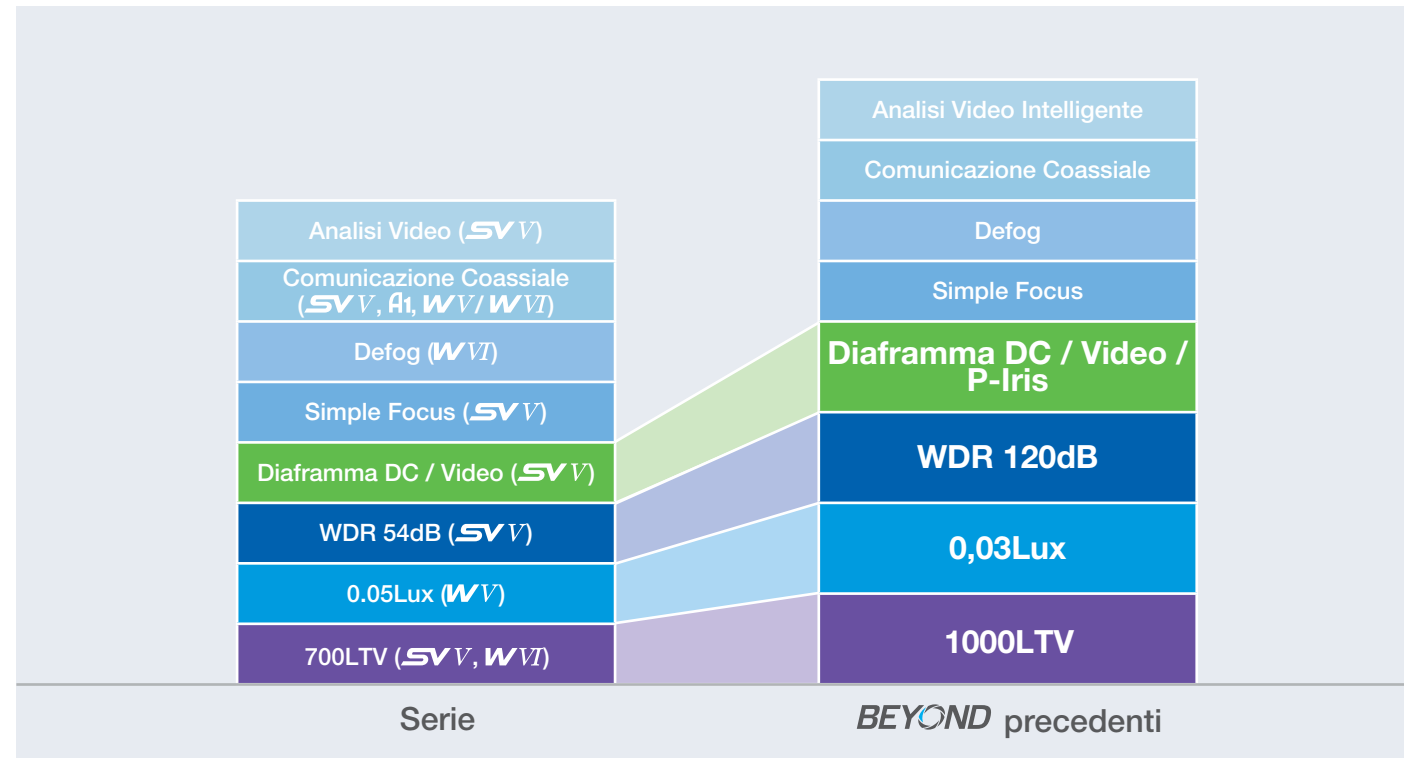 Analisi Video (SV V)
Comunicazione Coassiale
(SV V, A1, W V/ W VI)
Defog (W VI)
Simple Focus (SV V)
Diaframma DC / Video (SV V)
WDR 54dB (SV V)
0.05Lux (W V)
700LTV (SV V, W VI)
Serie
Analisi Video Intelligente
Comunicazione Coassiale
Defog
Simple Focus
Diaframma DC / Video /
P-Iris
WDR 120dB
0,03Lux
1000LTV
BEYOND precedenti